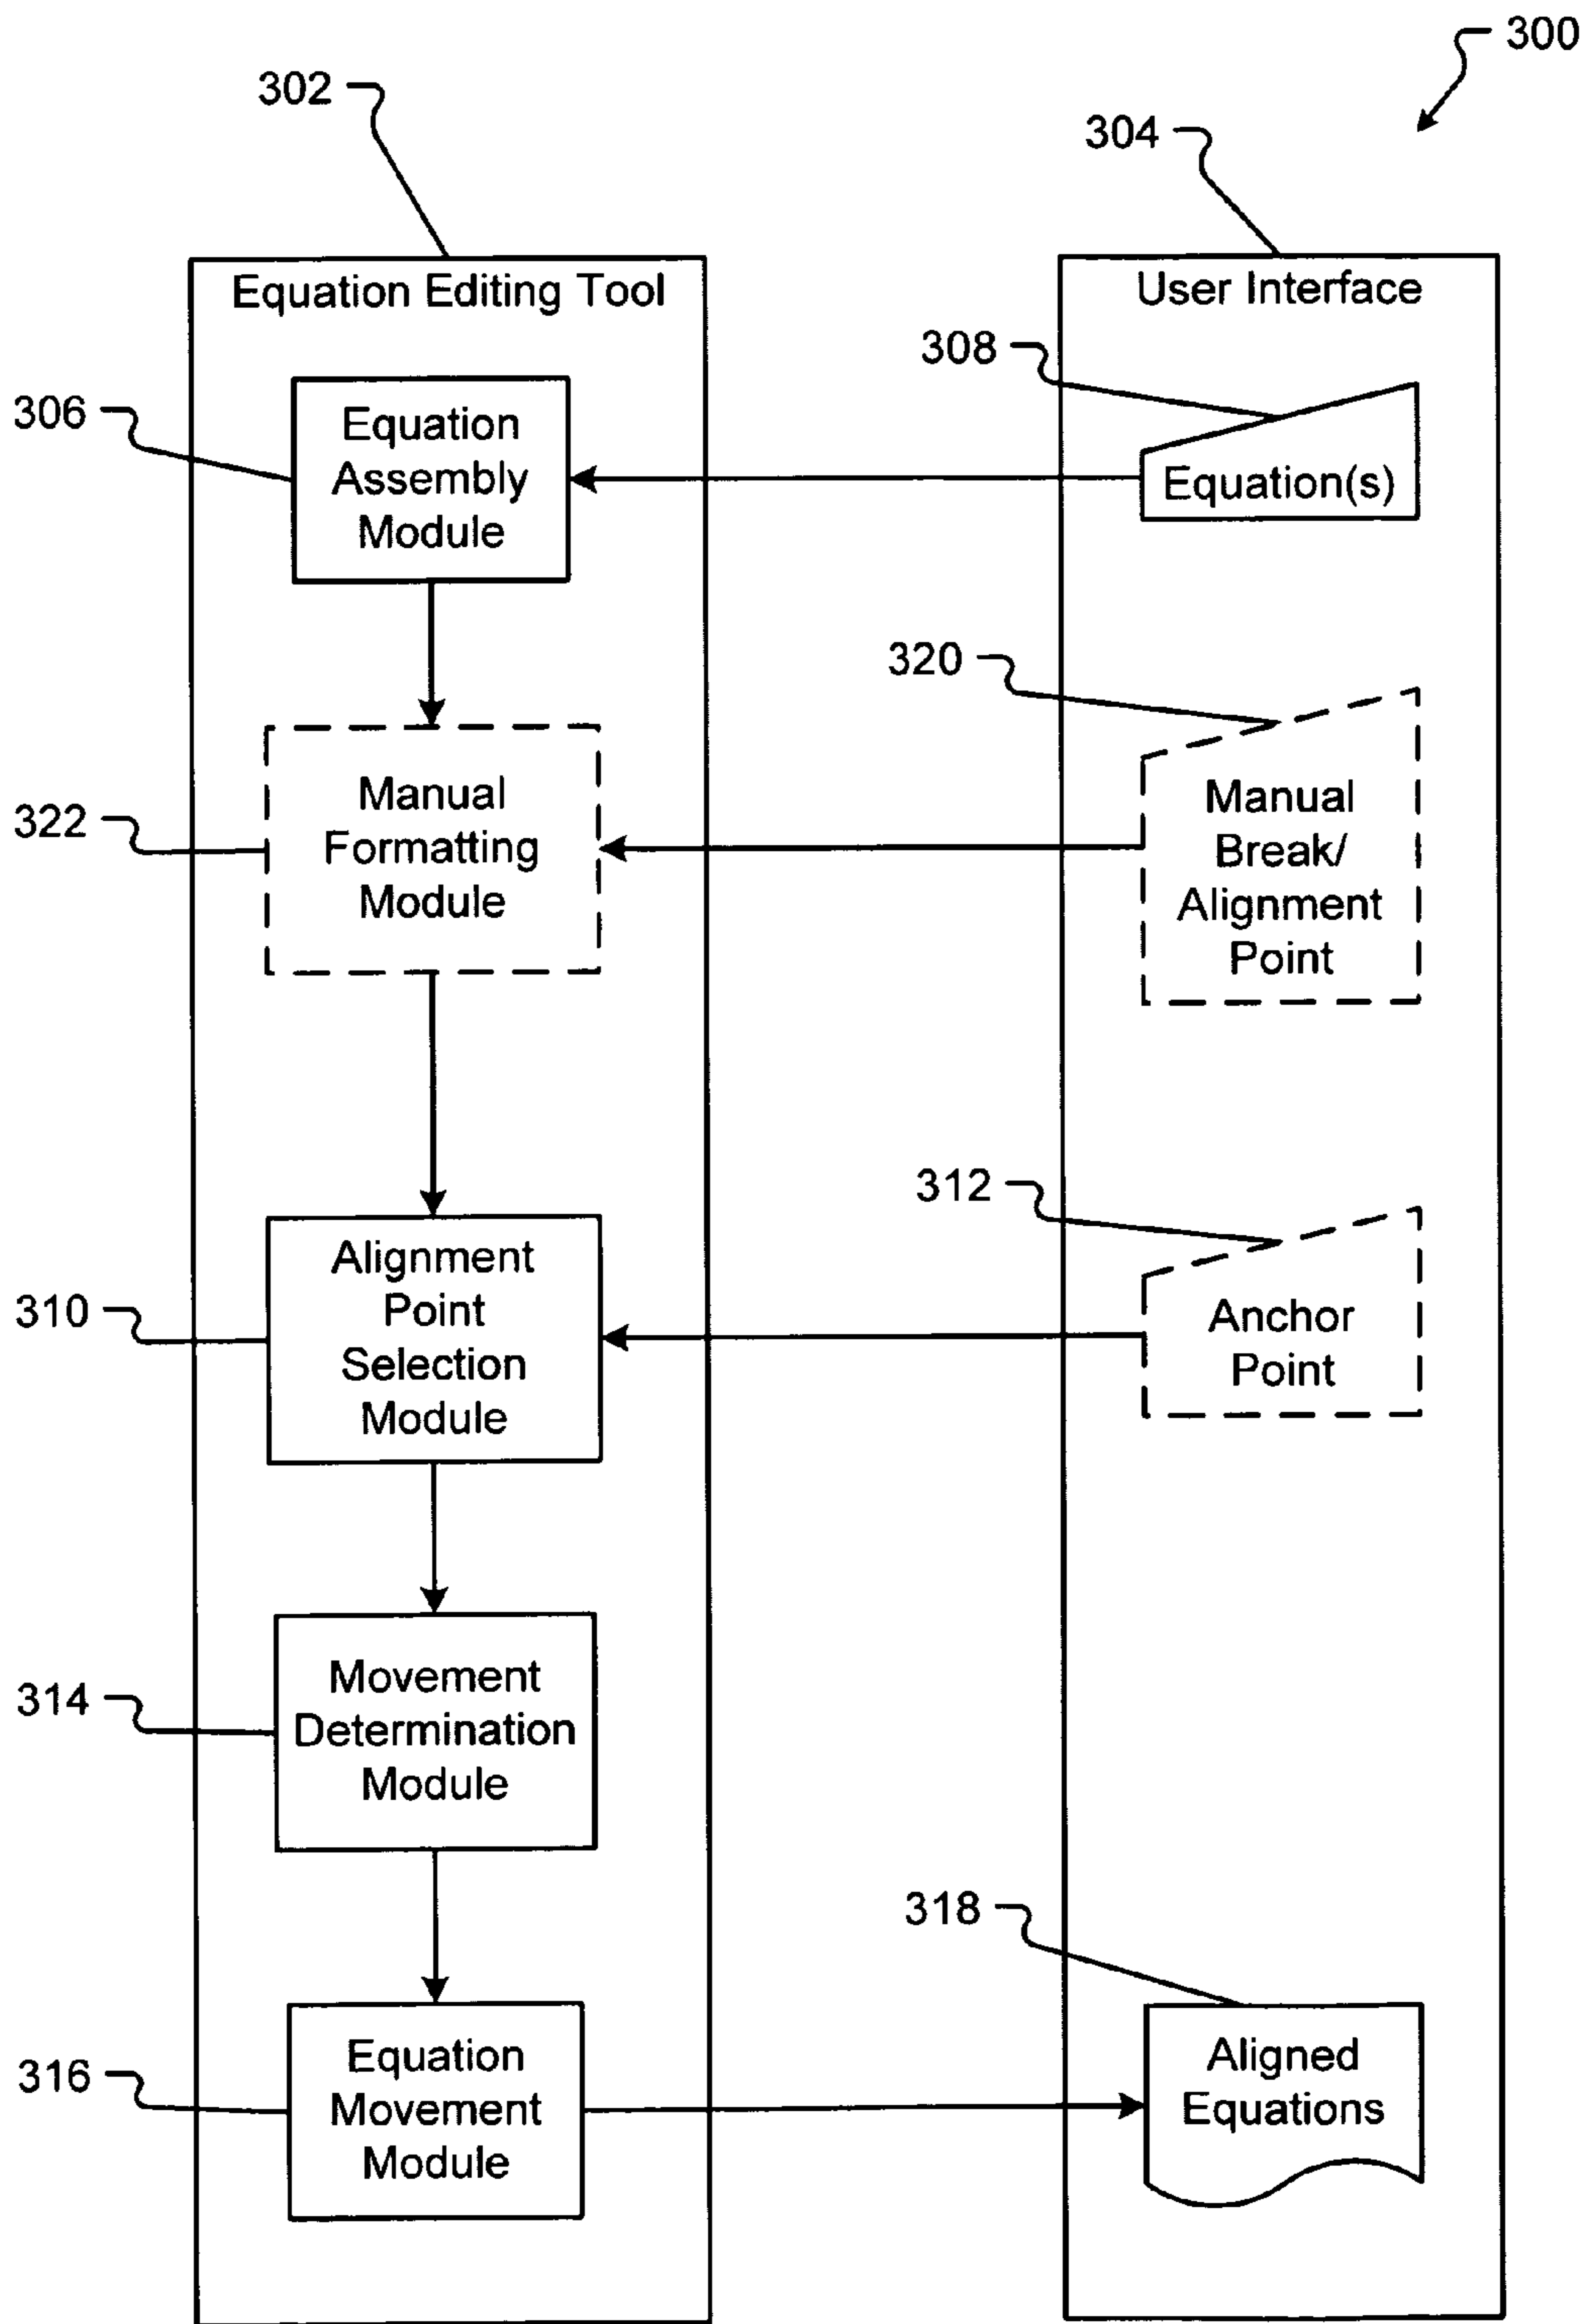 300
302
304
Equation Editing Tool
User Interface
308
306
Equation
Assembly
Module
Equation(s)
320
322
Manual
Formatting
Module
Manual
Break/
Alignment
Point
312
310
Alignment
Point
Selection
Module
Anchor
Point
314
Movement
Determination
Module
318
316
Equation
Movement
Module
Aligned
Equations